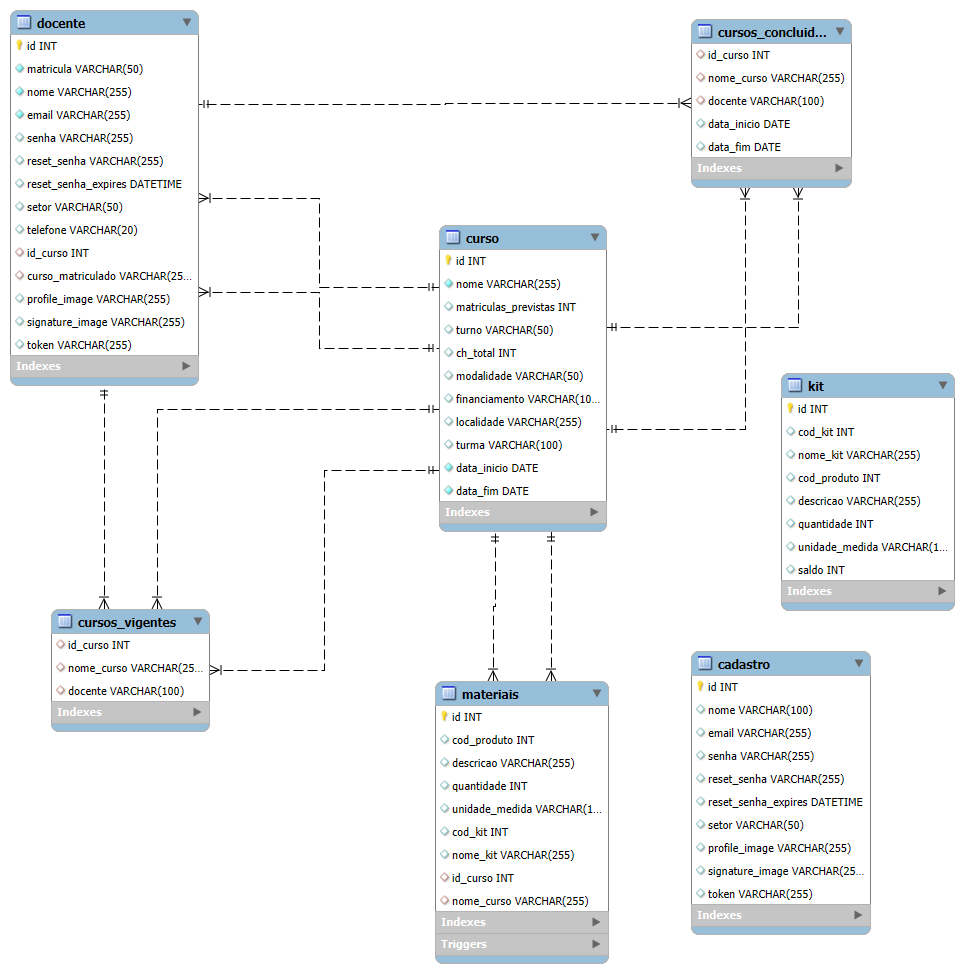 docente
id INT
matricula VARCHAR(50)
nome VARCHAR(255)
email VARCHAR(255)
senha VARCHAR(255)
reset_senha VARCHAR(255)
reset_senha_expires DATETIME
setor VARCHAR(50)
telefone VARCHAR(20)
id_curso INT
curso_matriculado VARCHAR(25...
profile_image VARCHAR(255)
signature_image VARCHAR(255)
token VARCHAR(255)
Indexes
cursos_concluid...
id_curso INT
nome_curso VARCHAR(255)
docente VARCHAR(100)
data_inicio DATE
data_fim DATE
Indexes
curso
id INT
nome VARCHAR(255)
matriculas_previstas INT
turno VARCHAR(50)
ch_total INT
modalidade VARCHAR(50)
financiamento VARCHAR(10...
localidade VARCHAR(255)
turma VARCHAR(100)
data_inicio DATE
data_fim DATE
Indexes
kit
id INT
cod_kit INT
nome_kit VARCHAR(255)
cod_produto INT
descricao VARCHAR(255)
quantidade INT
unidade_medida VARCHAR(1...
saldo INT
Indexes
cursos_vigentes
id_curso INT
nome_curso VARCHAR(25...
docente VARCHAR(100)
Indexes
materiais
id INT
cod_produto INT
descricao VARCHAR(255)
quantidade INT
unidade_medida VARCHAR(1...
cod_kit INT
nome_kit VARCHAR(255)
id_curso INT
nome_curso VARCHAR(255)
Indexes
Triggers
cadastro
id INT
nome VARCHAR(100)
email VARCHAR(255)
senha VARCHAR(255)
reset_senha VARCHAR(255)
reset_senha_expires DATETIME
setor VARCHAR(50)
profile_image VARCHAR(255)
signature_image VARCHAR(25...
token VARCHAR(255)
Indexes